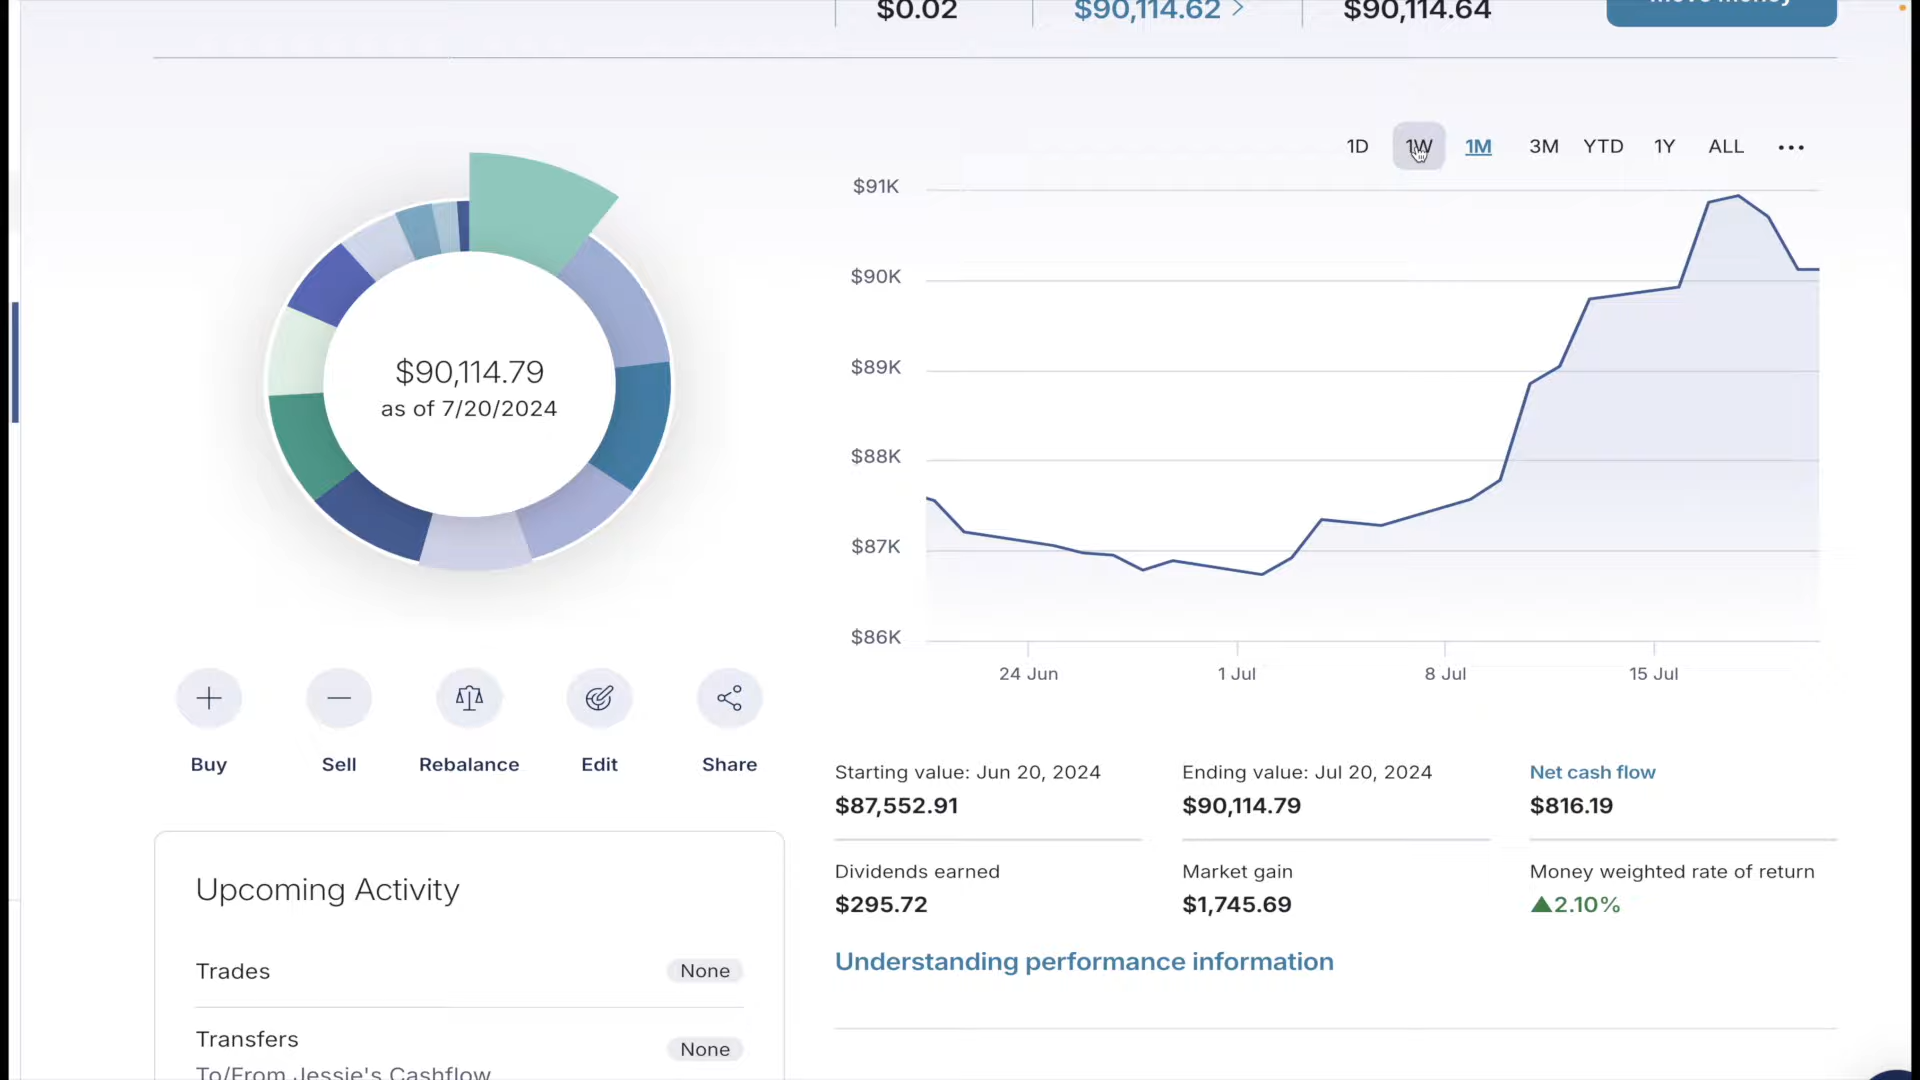 $0.02
$90,114.62 >
$90,114.64
Move Money
1D 1W 1M 3M YTD 1Y ALL ...
$91K
$90K
$89K
$88K
$87K
$86K
24 Jun 1 Jul 8 Jul 15 Jul
$90,114.79
as of 7/20/2024
Buy Sell Rebalance Edit Share
Starting value: Jun 20, 2024
$87,552.91
Ending value: Jul 20, 2024
$90,114.79
Net cash flow
$816.19
Dividends earned
$295.72
Market gain
$1,745.69
Money weighted rate of return
▲2.10%
Understanding performance information
Upcoming Activity
Trades None
Transfers None
To/From Jessie's Cashflow